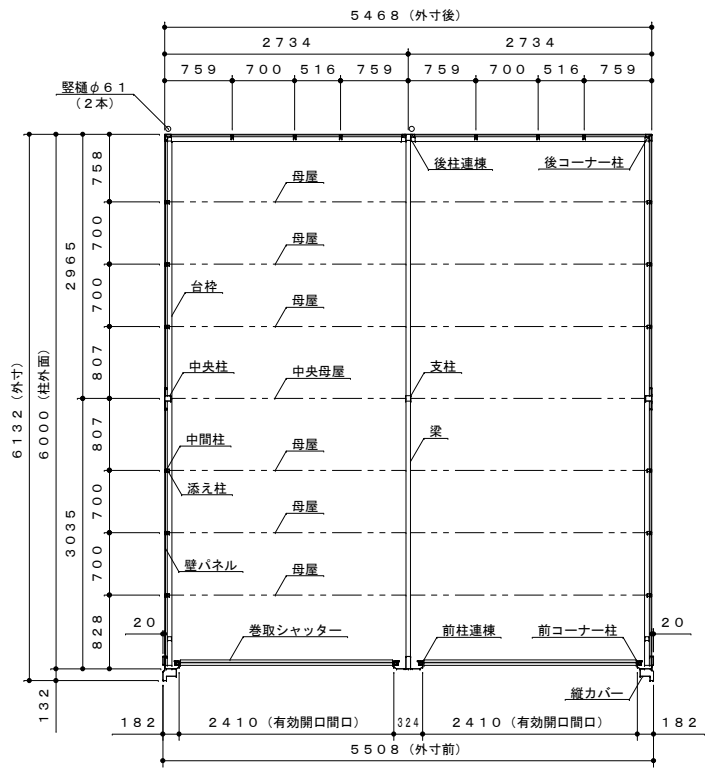 5468（外寸後）
2734
2734
759
700
516
759
759
700
516
759
竪樋φ61
（2本）
後柱連棟
後コーナー柱
母屋
母屋
台枠
母屋
中央柱
中央母屋
支柱
母屋
梁
中間柱
添え柱
母屋
壁パネル
母屋
巻取シャッター
前柱連棟
前コーナー柱
縦カバー
758
700
700
807
807
700
700
828
2965
3035
6000（柱外面）
6132（外寸）
132
20
20
182
2410（有効開口間口）
324
2410（有効開口間口）
182
5508（外寸前）